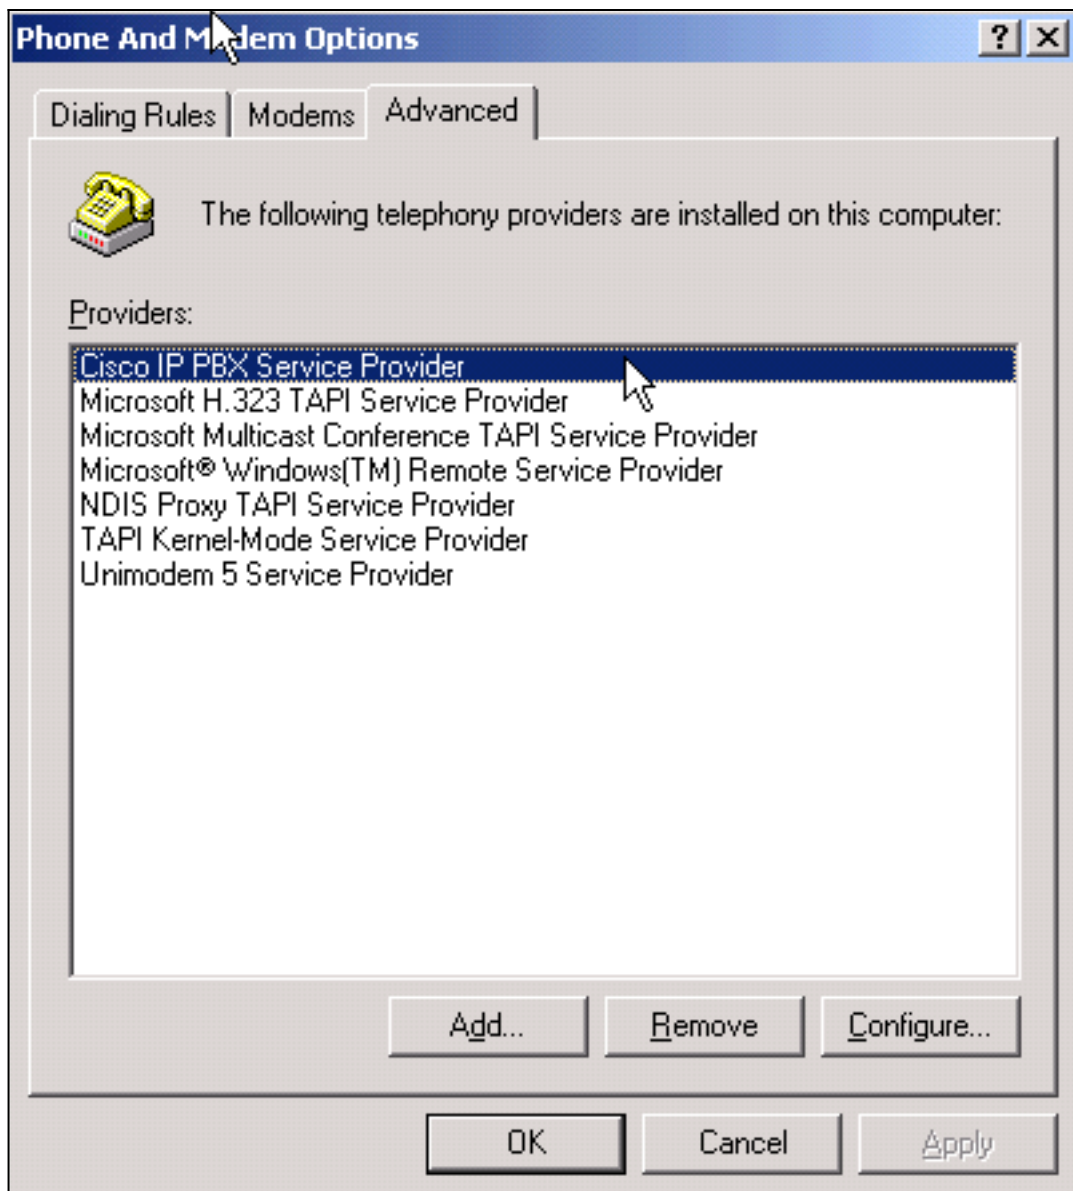 Phone And Modem Options
Dialing Rules
Modems
Advanced
The following telephony providers are installed on this computer:
Providers:
Cisco IP PBX Service Provider
Microsoft H.323 TAPI Service Provider
Microsoft Multicast Conference TAPI Service Provider
Microsoft® Windows(TM) Remote Service Provider
NDIS Proxy TAPI Service Provider
TAPI Kernel-Mode Service Provider
Unimodem 5 Service Provider
Add...
Remove
Configure...
OK
Cancel
Apply